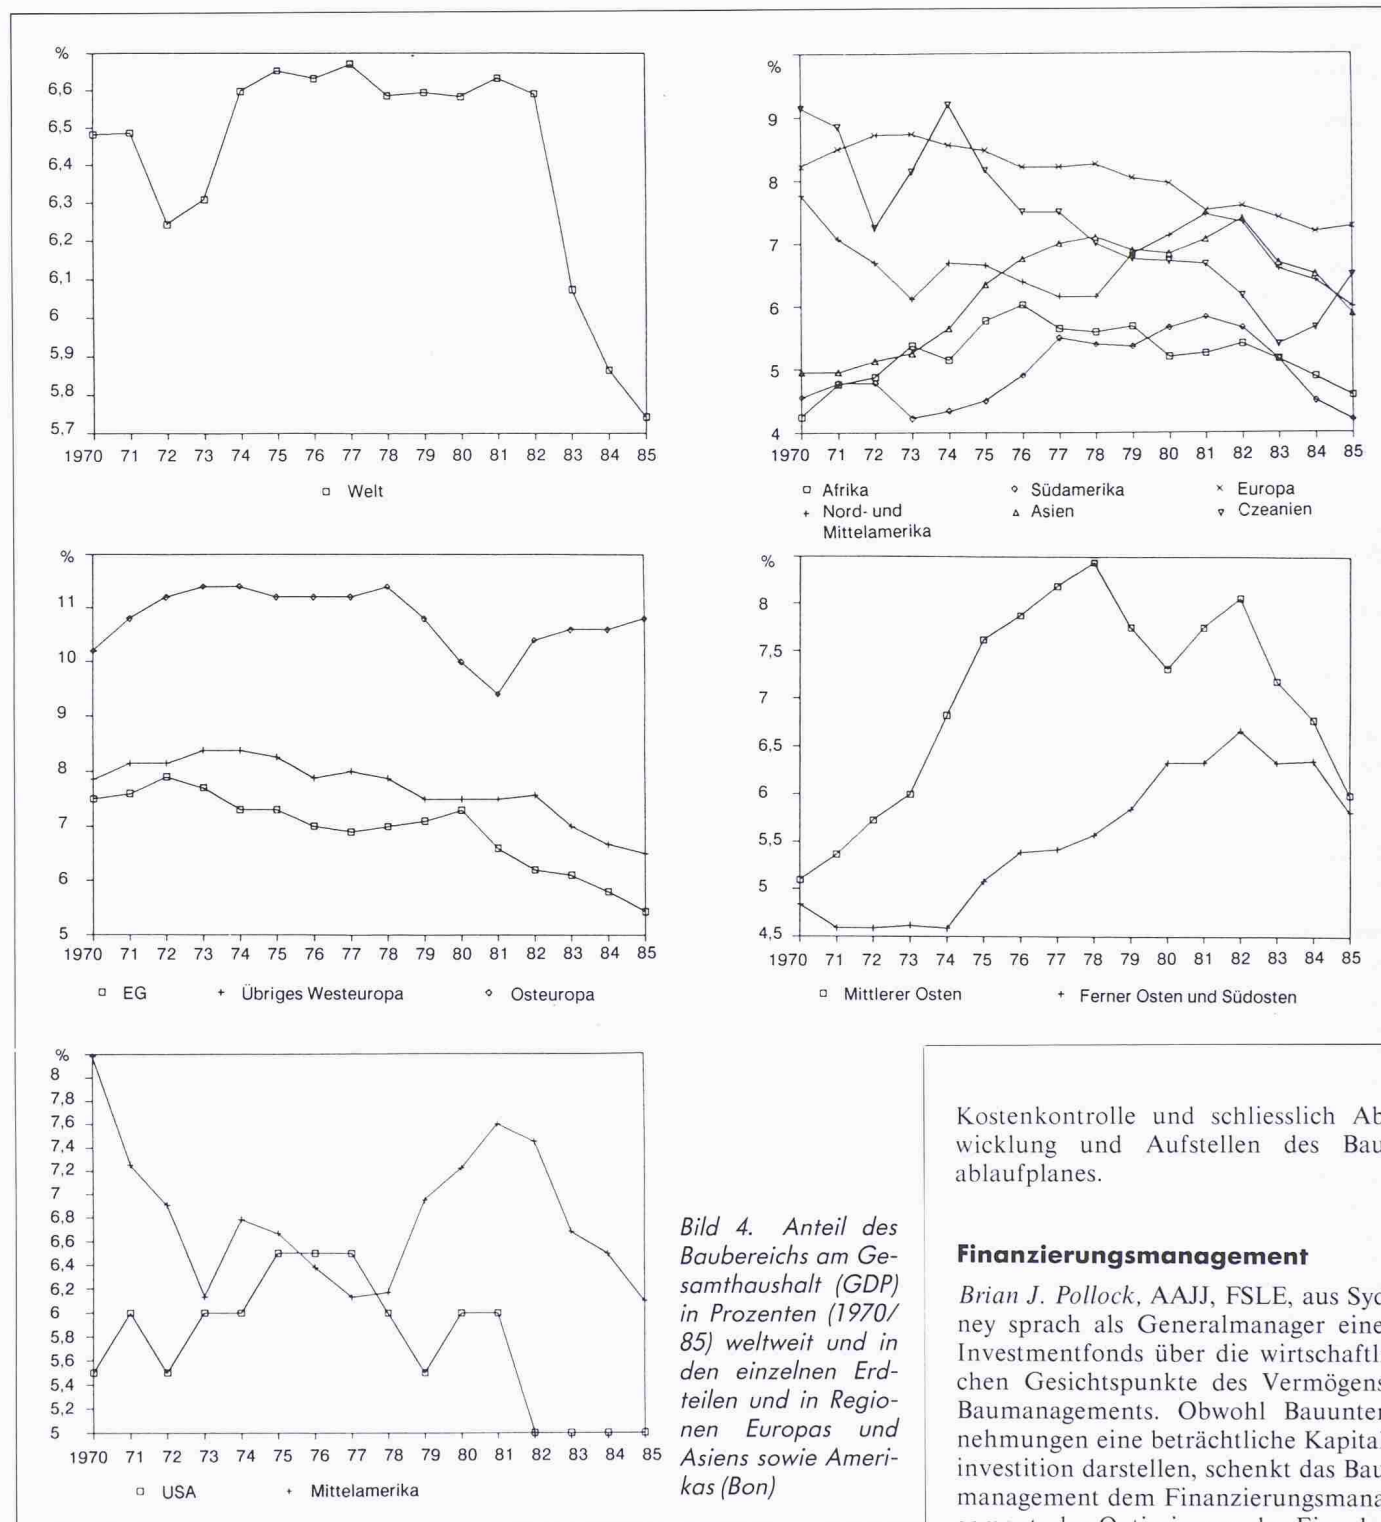 %
6,6
6,5
6,4
6,3
6,2
6,1
6
5,9
5,8
5,7
1970 71 72 73 74 75 76 77 78 79 80 81 82 83 84 85
Welt
%
9
8
7
6
5
4
1970 71 72 73 74 75 76 77 78 79 80 81 82 83 84 85
Afrika Südamerika Europa
Nord- und Asien Czeanien
Mittelamerika
%
11
10
9
8
7
6
5
1970 71 72 73 74 75 76 77 78 79 80 81 82 83 84 85
EG Übriges Westeuropa Osteuropa
%
8
7,5
7
6,5
6
5,5
5
4,5
1970 71 72 73 74 75 76 77 78 79 80 81 82 83 84 85
Mittlerer Osten Ferner Osten und Südosten
%
8
7,8
7,6
7,4
7,2
7
6,8
6,6
6,4
6,2
6
5,8
5,6
5,4
5,2
5
1970 71 72 73 74 75 76 77 78 79 80 81 82 83 84 85
USA Mittelamerika
Bild 4. Anteil des
Baubereichs am Ge-
samthaushalt (GDP)
in Prozenten (1970/
85) weltweit und in
den einzelnen Erd-
teilen und in Regio-
nen Europas und
Asiens sowie Ameri-
kas (Bon)
Kostenkontrolle und schliesslich Ab
wicklung und Aufstellen des Bau
ablaufplanes.
Finanzierungsmanagement
Brian J. Pollock, AAJJ, FSLE, aus Syd
ney sprach als Generalmanager eine
Investmentfonds über die wirtschaftli
chen Gesichtspunkte des Vermögens
Baumanagements. Obwohl Bauunter
nehmungen eine beträchtliche Kapital
investition darstellen, schenkt das Bau
management dem Finanzierungsmana